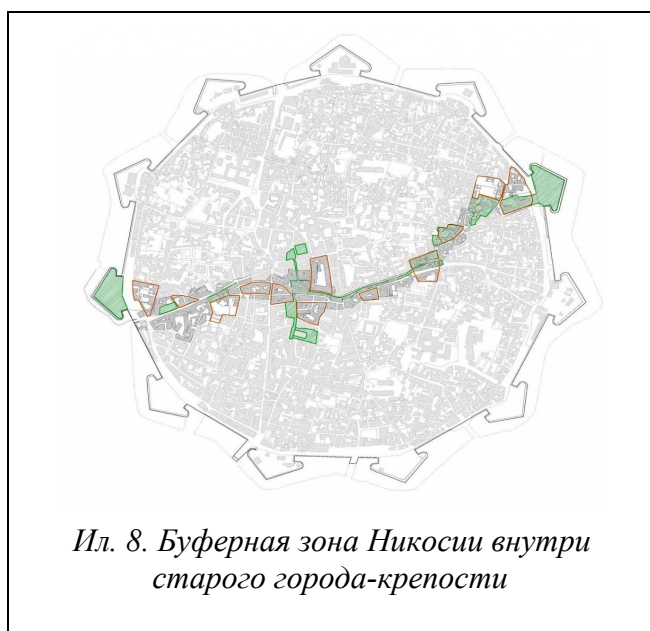 Ил. 8. Буферная зона Никосии внутри
старого города-крепости